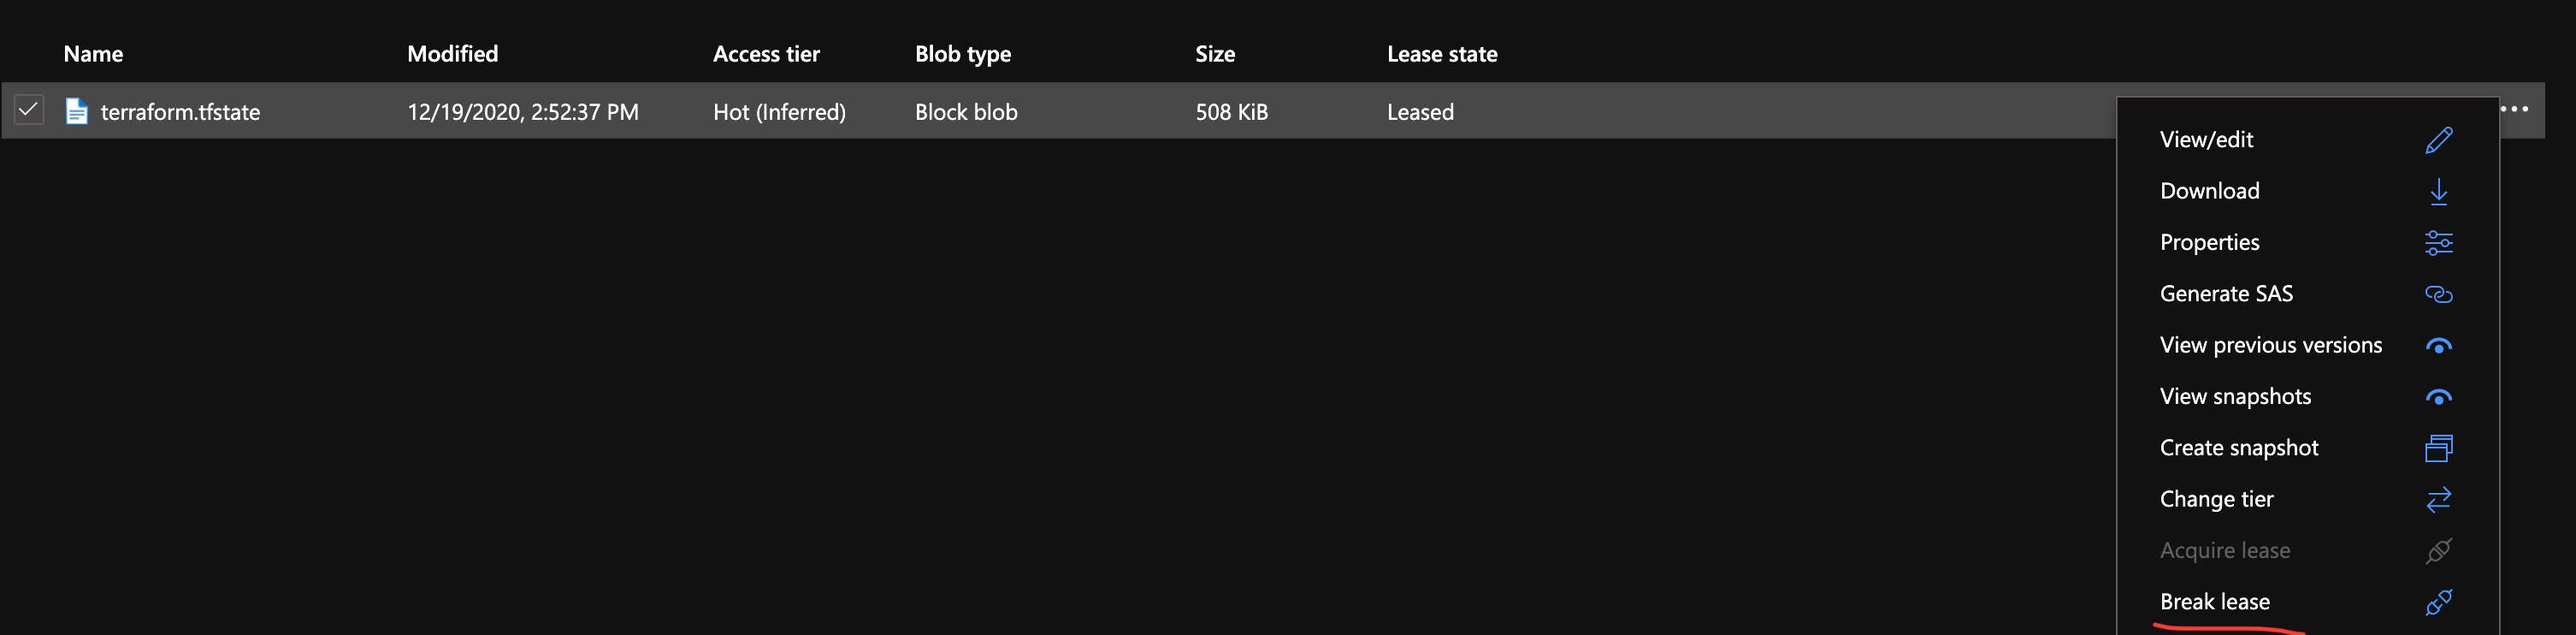 Name Modified Access tier Blob type Size Lease state
terraform.tfstate 12/19/2020, 2:52:37 PM Hot (Inferred) Block blob 508 KiB Leased
View/edit
Download
Properties
Generate SAS
View previous versions
View snapshots
Create snapshot
Change tier
Acquire lease
Break lease